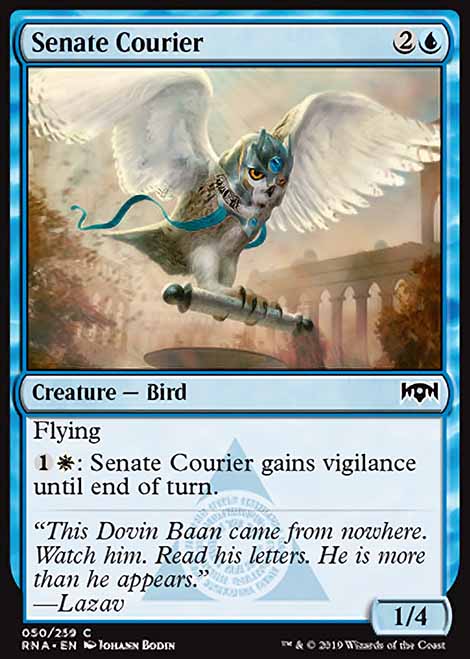 Senate Courier 2
Creature — Bird
Flying
1 : Senate Courier gains vigilance
until end of turn.
“This Dovin Baan came from nowhere.
Watch him. Read his letters. He is more
than he appears.”
—Lazav
1/4
050/259 C
RNA • EN Johann Bodin
™ & © 2019 Wizards of the Coast